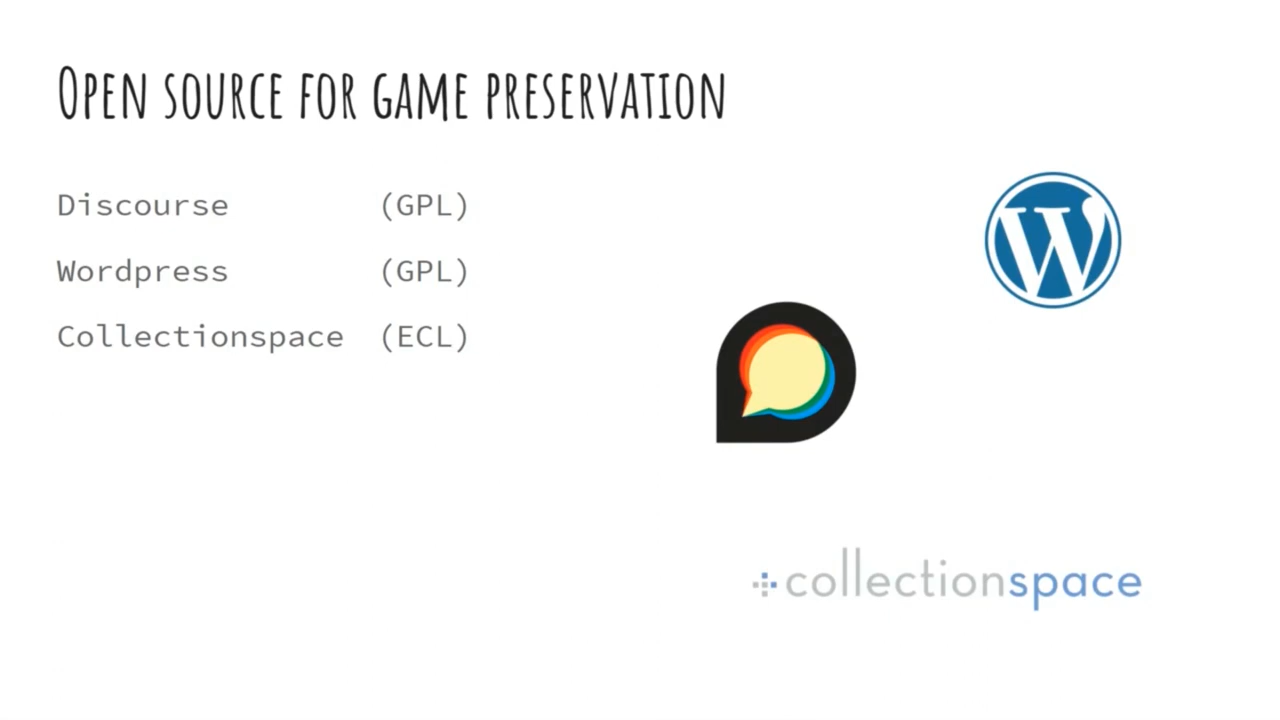 Open source for game preservation
Discourse (GPL)
Wordpress (GPL)
Collectionspace (ECL)
W
collectionspace